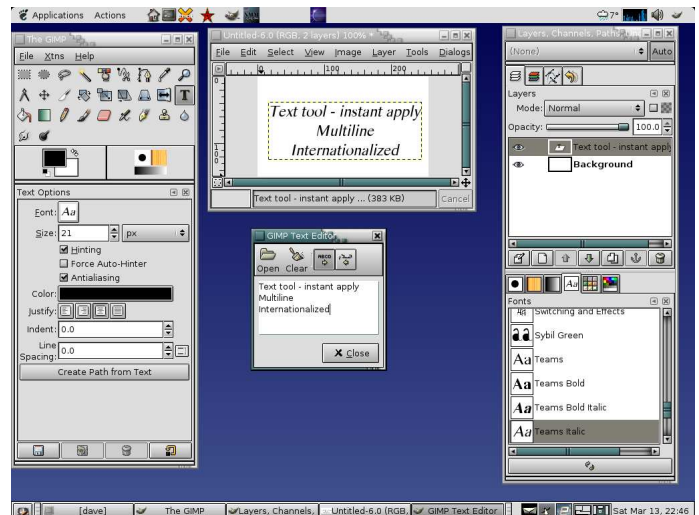 Applications Actions
7°
The GIMP
File Xtns Help
Text Options
Font: Aa
Size: 21 px
Hinting
Force Auto-Hinter
Antialiasing
Color:
Justify:
Indent: 0.0
Line
Spacing: 0.0
Create Path from Text
Untitled-6.0 (RGB, 2 layers) 100% *
File Edit Select View Image Layer Tools Dialogs
0 100 200
Text tool - instant apply
Multiline
Internationalized
Text tool - instant apply ... (383 KB) Cancel
GIMP Text Editor
Open Clear
Text tool - instant apply
Multiline
Internationalized
Close
Layers, Channels, Paths,
(None) Auto
Layers
Mode: Normal
Opacity: 100.0
Text tool - instant apply
Background
Fonts
Switching and Effects
aa Sybil Green
Aa Teams
Aa Teams Bold
Aa Teams Bold Italic
Aa Teams Italic
[dave] The GIMP Layers, Channels, Untitled-6.0 (RGB, GIMP Text Editor Sat Mar 13, 22:46